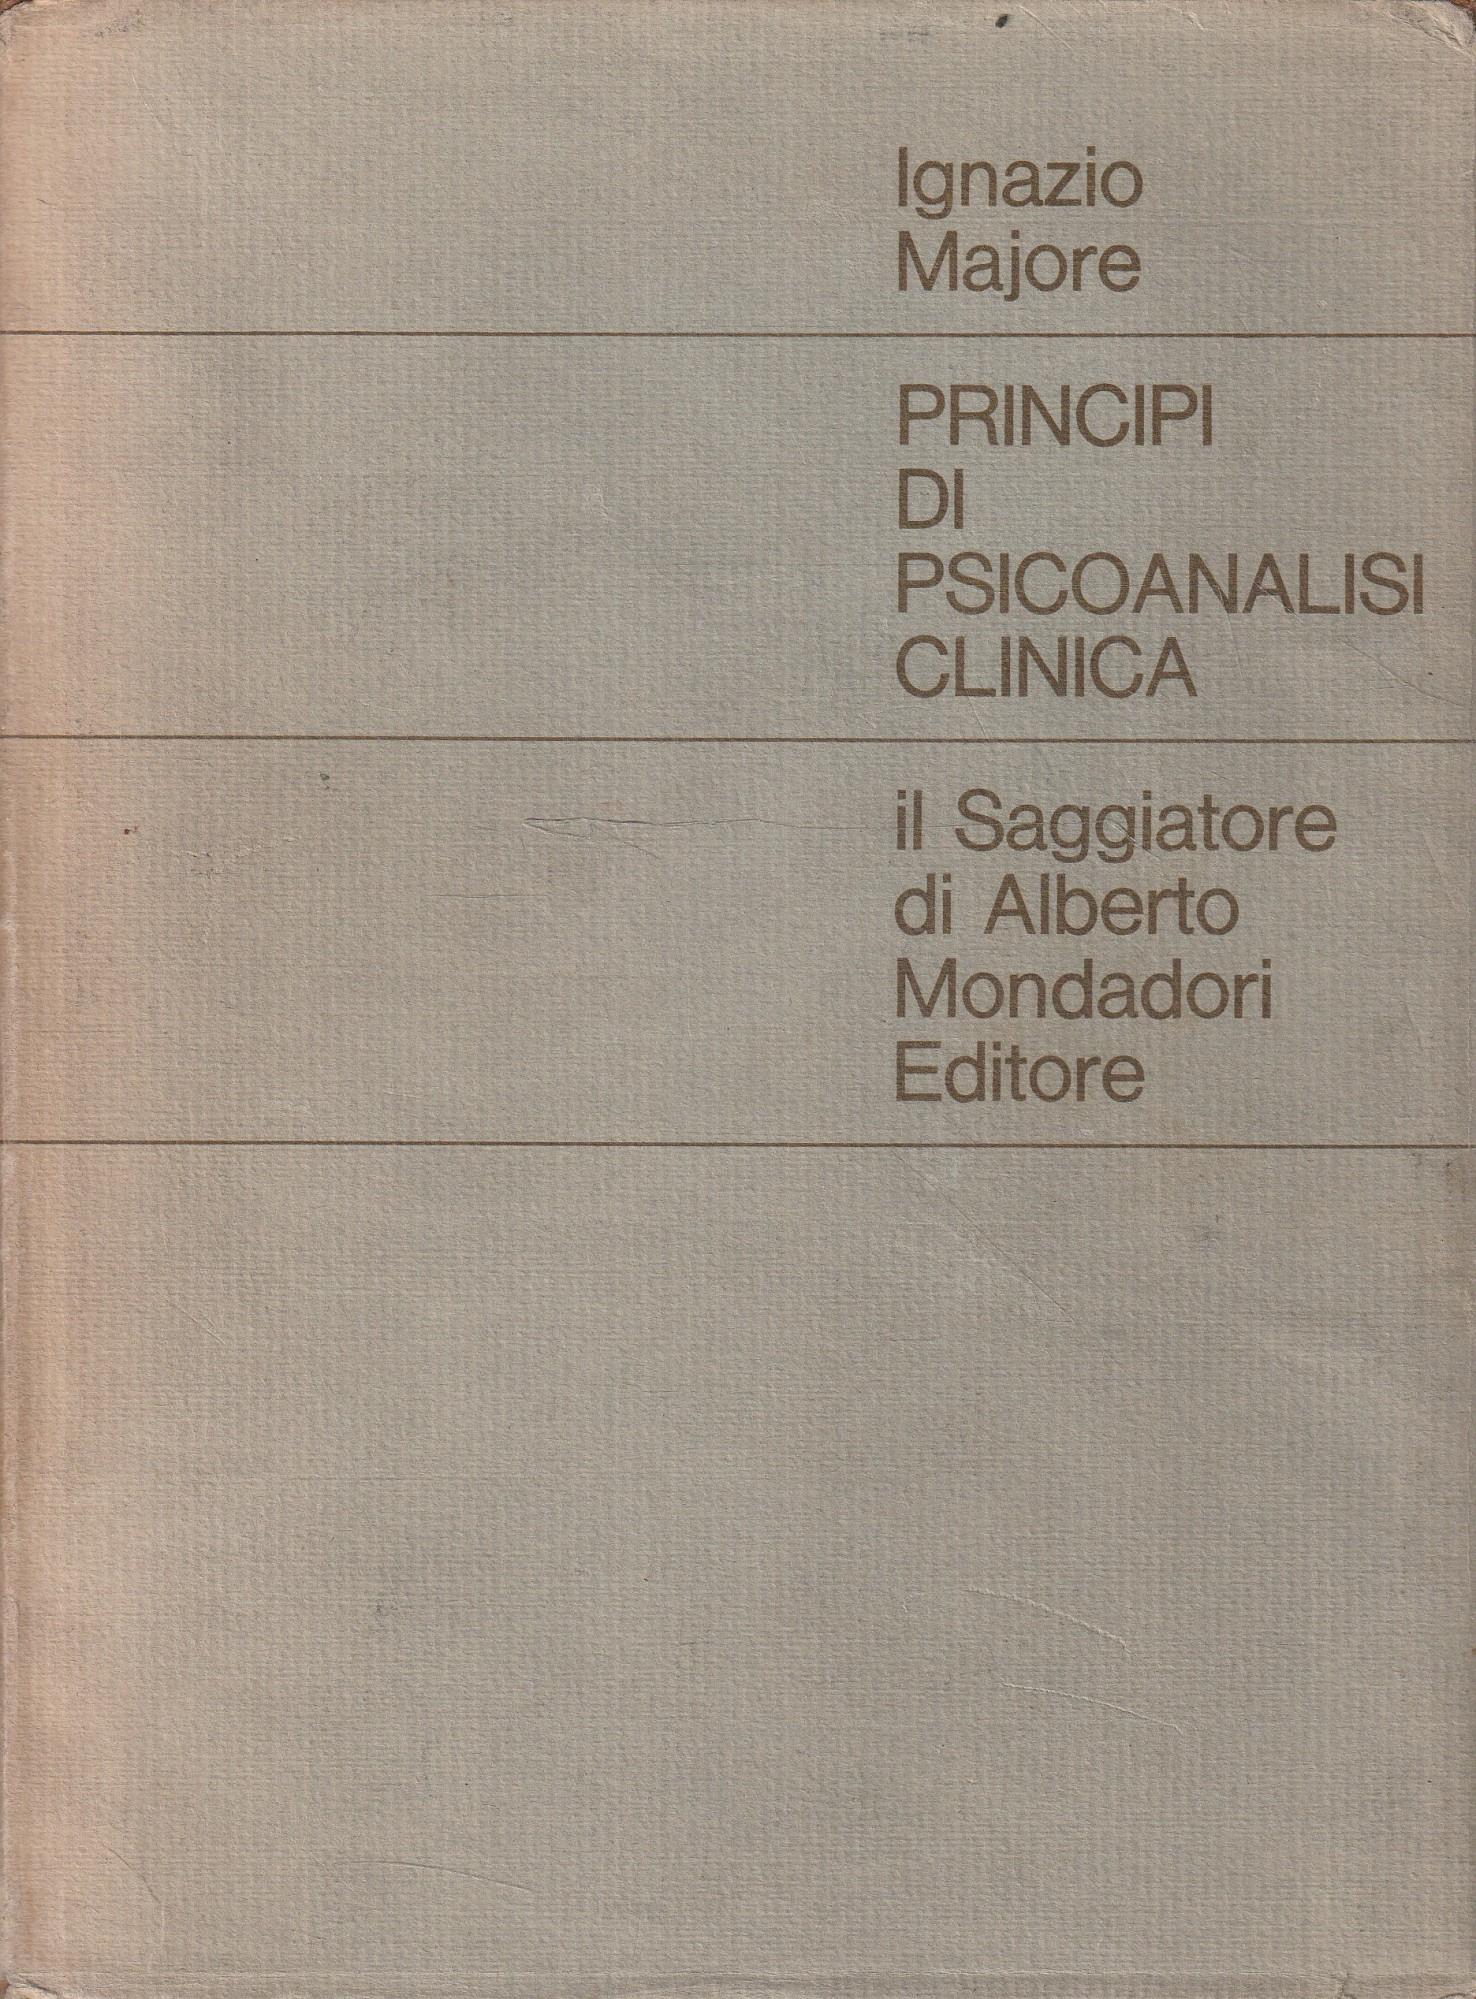 Ignazio
Majore
PRINCIPI
DI
PSICOANALISI
CLINICA
il Saggiatore
di Alberto
Mondadori
Editore